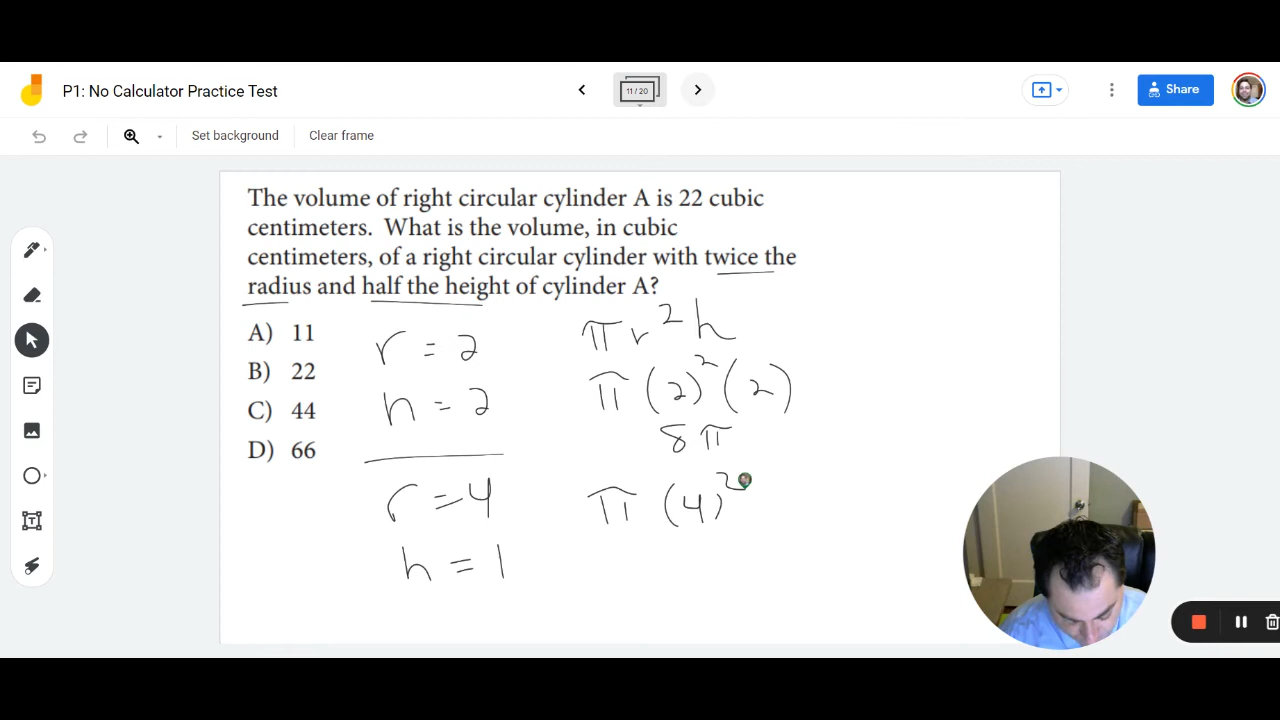 P1: No Calculator Practice Test
11 / 20
Share
Set background
Clear frame
The volume of right circular cylinder A is 22 cubic
centimeters. What is the volume, in cubic
centimeters, of a right circular cylinder with twice the
radius and half the height of cylinder A?
A) 11
B) 22
C) 44
D) 66
r = 2
h = 2
r = 4
h = 1
π r² h
π (2)² (2)
8 π
π (4)²